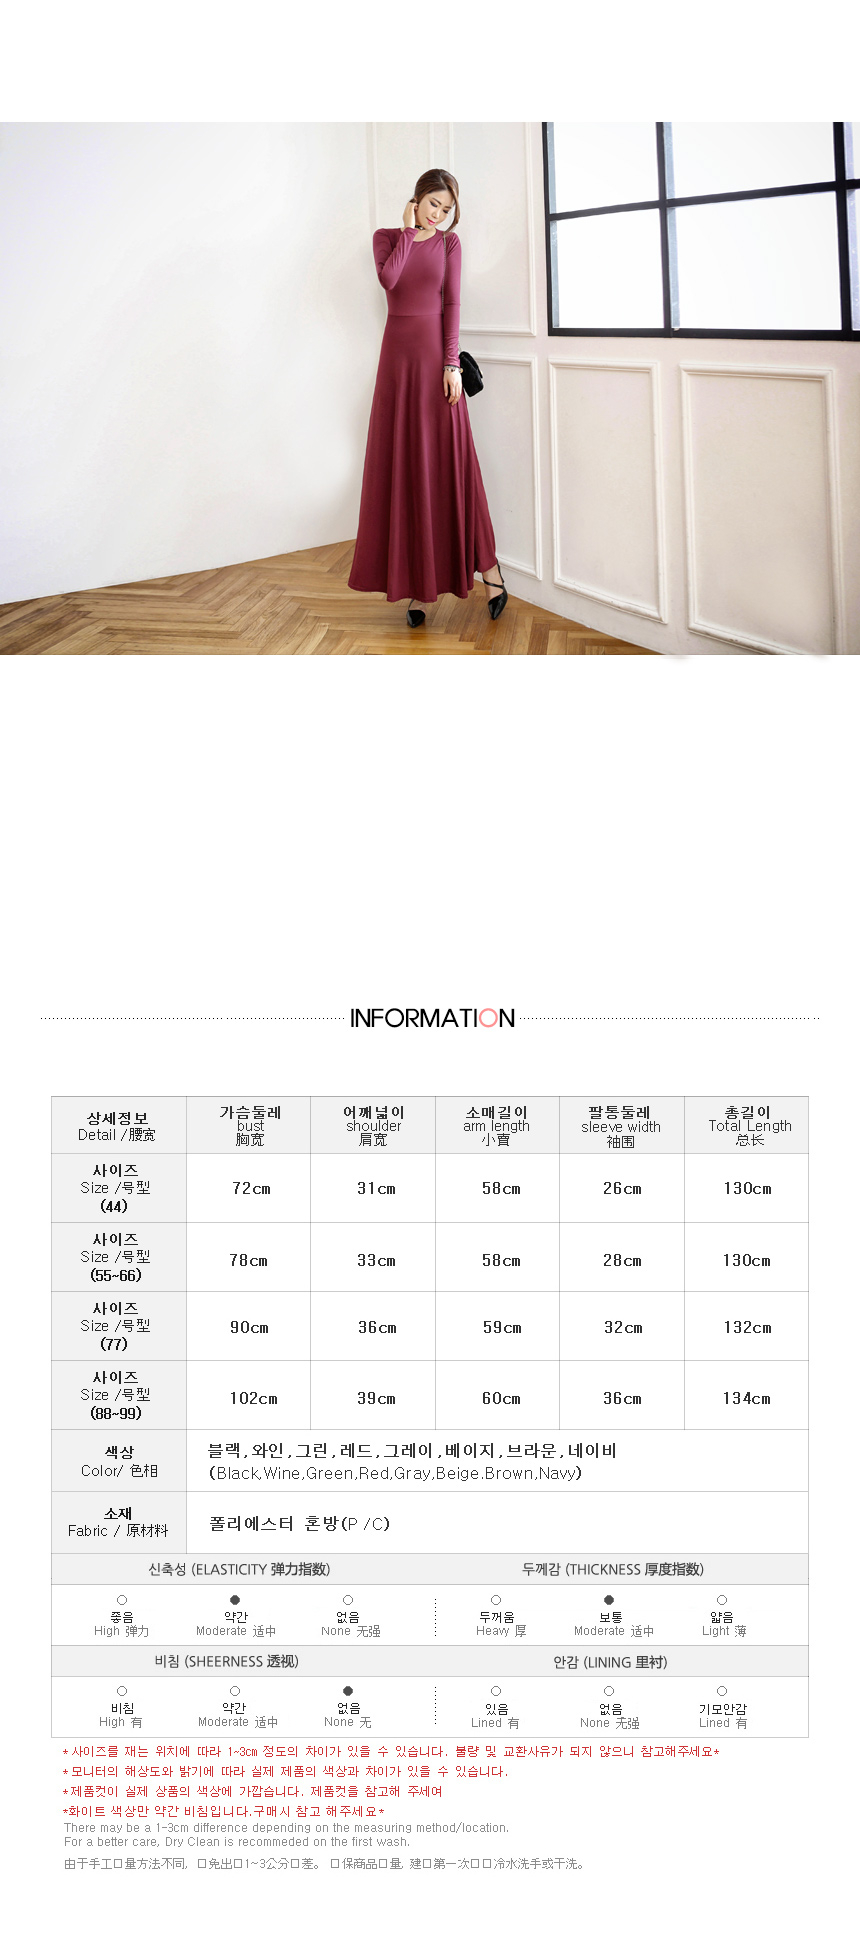 INFORMATION
상세정보 가슴둘레 어깨넓이 소매길이 팔통둘레 총길이
Detail /腰宽 bust shoulder arm length sleeve width Total Length
胸宽 肩宽 小寶 袖围 总长
사이즈
Size /号型 72cm 31cm 58cm 26cm 130cm
(44)
사이즈
Size /号型 78cm 33cm 58cm 28cm 130cm
(55~66)
사이즈
Size /号型 90cm 36cm 59cm 32cm 132cm
(77)
사이즈
Size /号型 102cm 39cm 60cm 36cm 134cm
(88~99)
색상 블랙,와인,그린,레드,그레이,베이지,브라운,네이비
Color/ 色相 (Black,Wine,Green,Red,Gray,Beige.Brown,Navy)
소재
Fabric / 原材料 폴리에스터 혼방(P /C)
신축성 (ELASTICITY 弹力指数) 두께감 (THICKNESS 厚度指数)
좋음 약간 없음 두꺼움 보통 얇음
High 弹力 Moderate 适中 None 无强 Heavy 厚 Moderate 适中 Light 薄
비침 (SHEERNESS 透视) 안감 (LINING 里衬)
비침 약간 없음 있음 없음 기모안감
High 有 Moderate 适中 None 无 Lined 有 None 无强 Lined 有
*사이즈를 재는 위치에 따라 1~3cm 정도의 차이가 있을 수 있습니다. 불량 및 교환사유가 되지 않으니 참고해주세요*
*모니터의 해상도와 밝기에 따라 실제 제품의 색상과 차이가 있을 수 있습니다.
*제품컷이 실제 상품의 색상에 가깝습니다. 제품컷을 참고해 주세여
*화이트 색상만 약간 비침입니다.구매시 참고 해주세요*
There may be a 1-3cm difference depending on the measuring method/location.
For a better care, Dry Clean is recommeded on the first wash.
由于手工口量方法不同, 口免出口1~3公分口差。 口保商品口量, 建口第一次口口冷水洗手或干洗。